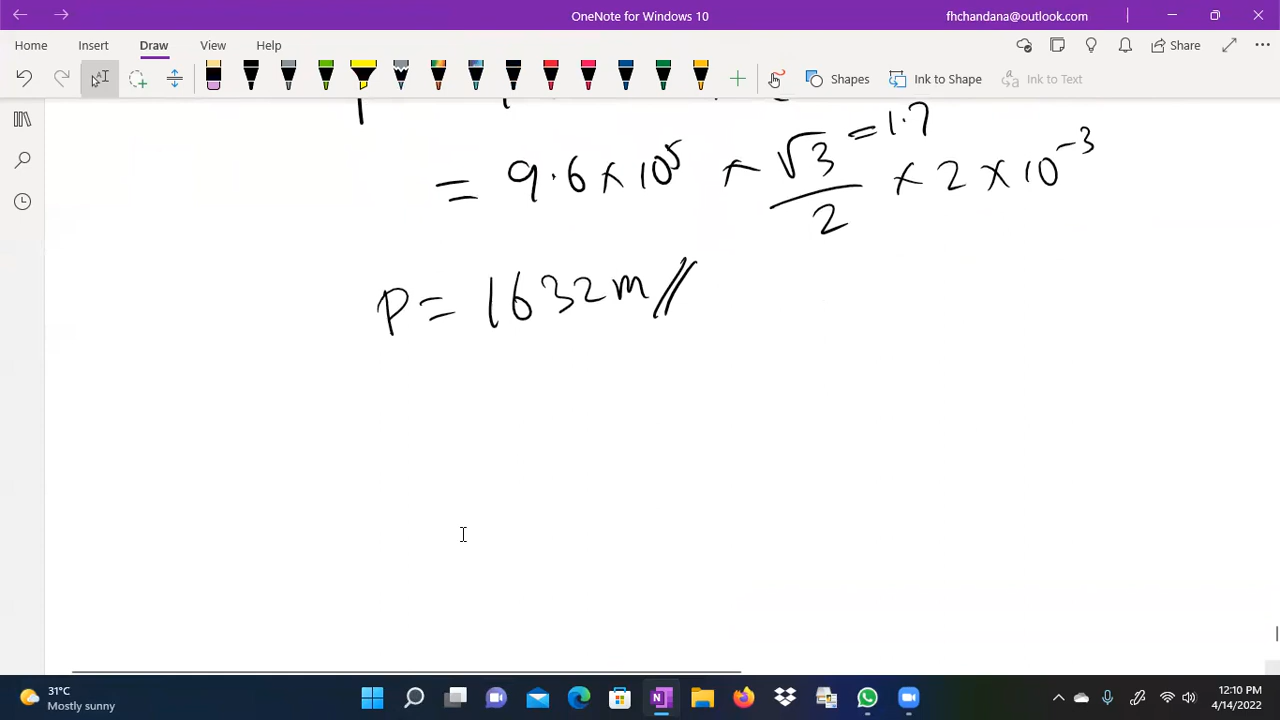 OneNote for Windows 10
fhchandana@outlook.com
Home Insert Draw View Help
Share
Shapes
Ink to Shape
Ink to Text
= 9.6 × 10⁵ × √3/2 × 2 × 10⁻³
= 1.7
P = 1632 m //
31°C
Mostly sunny
12:10 PM
4/14/2022